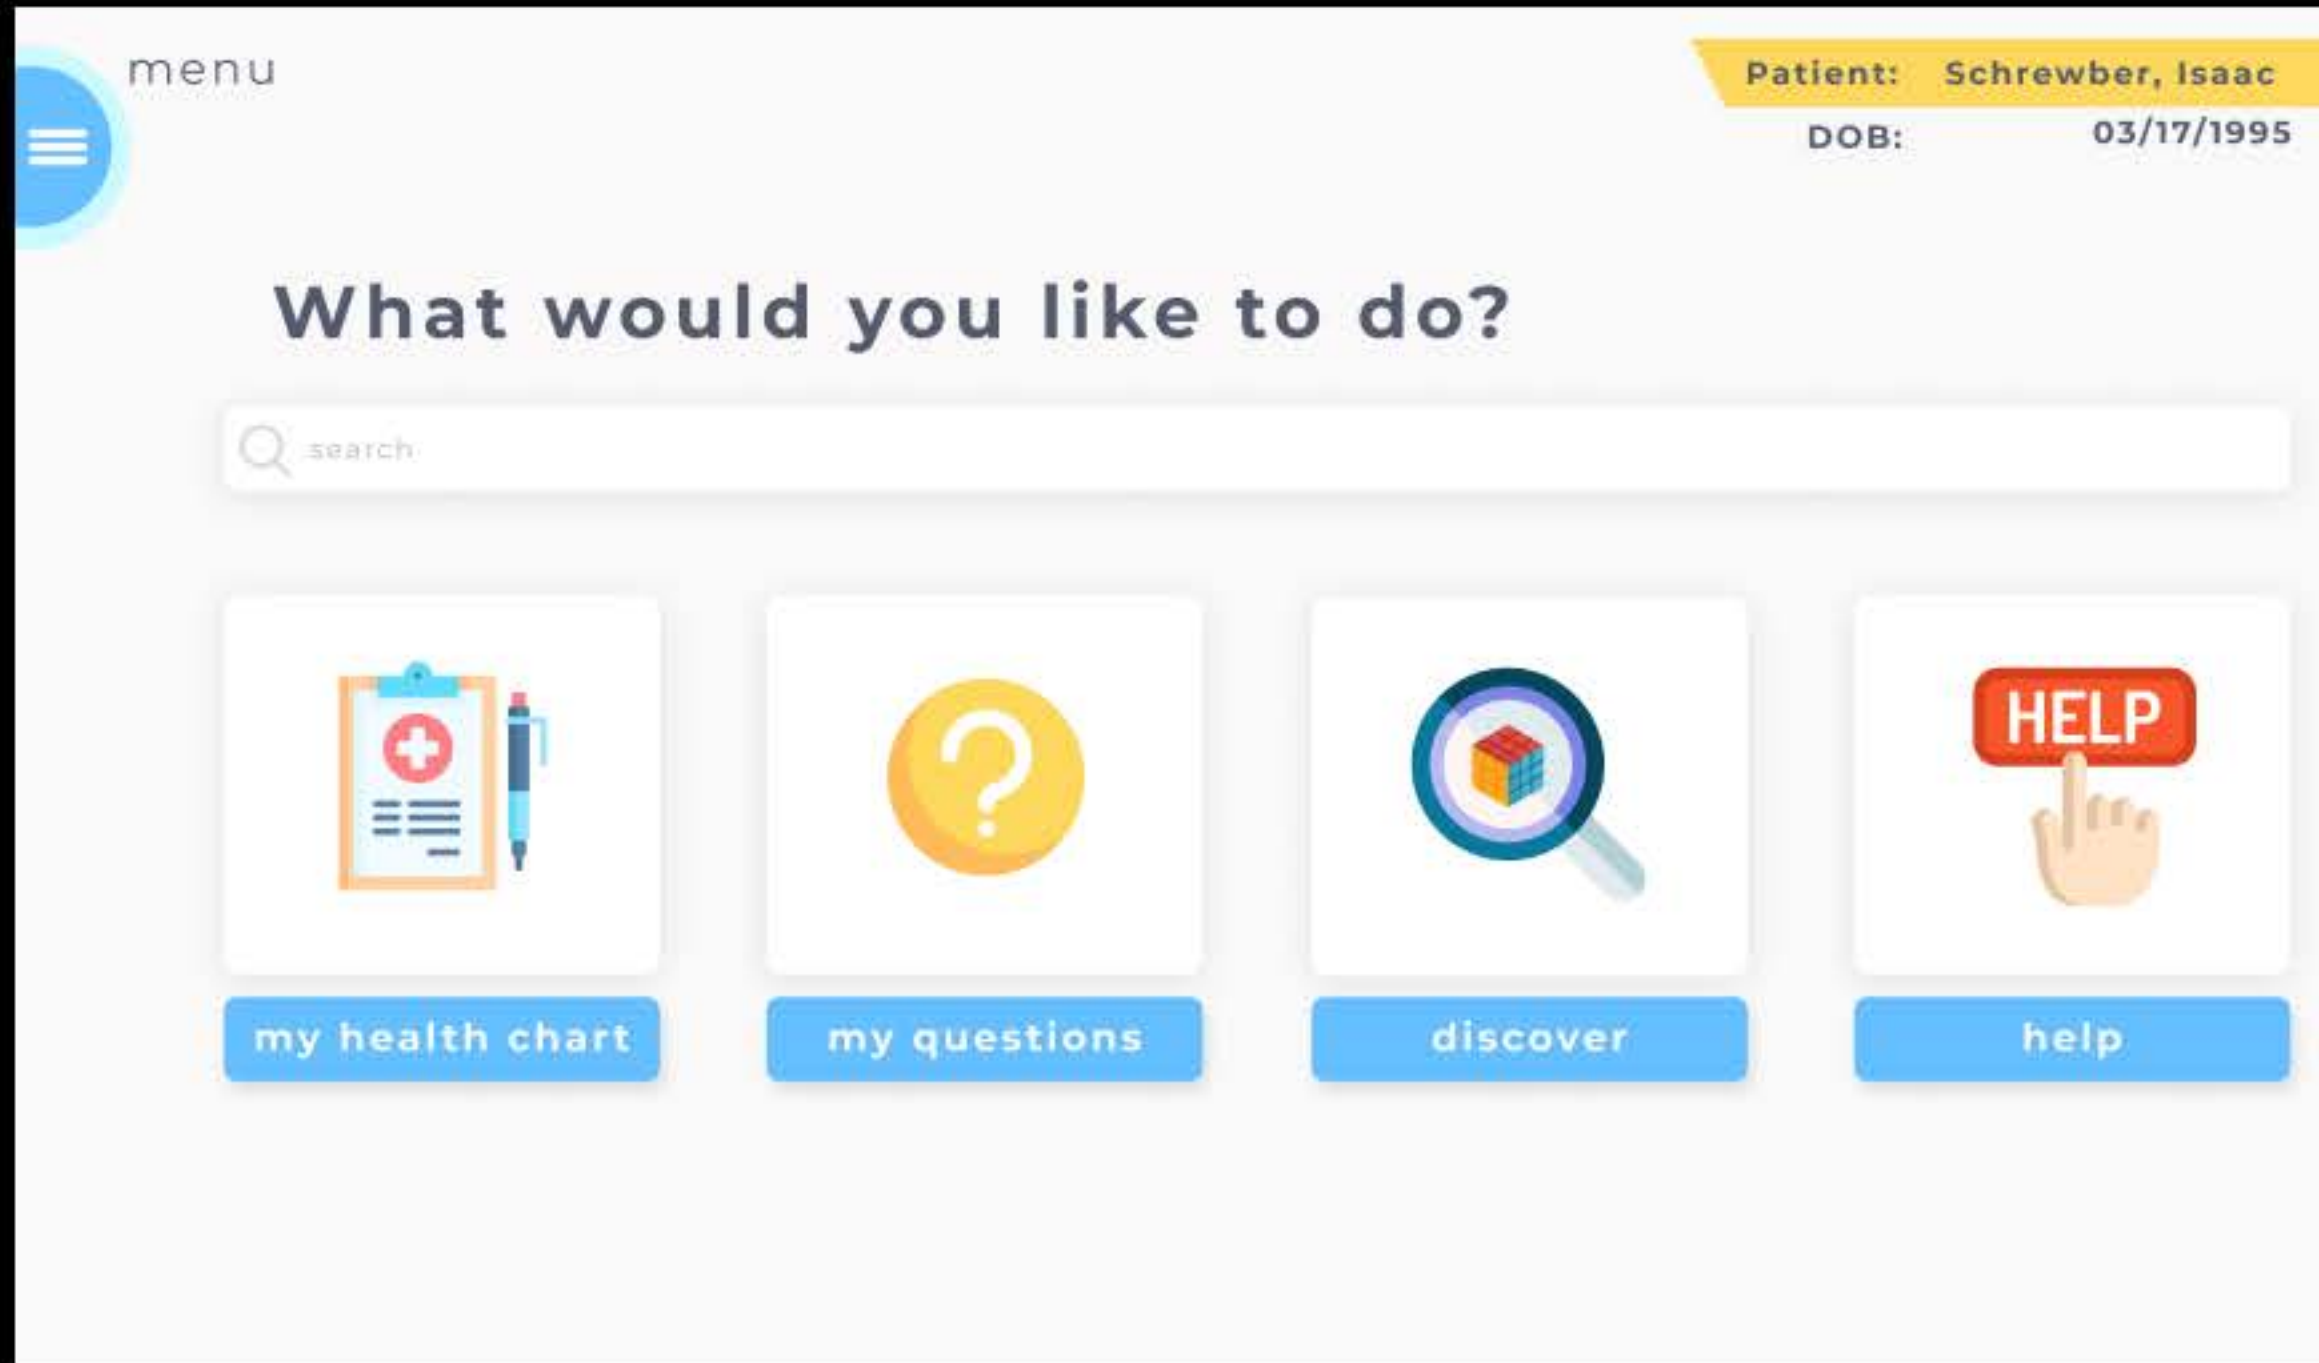 menu
Patient: Schrewber, Isaac
DOB: 03/17/1995
What would you like to do?
search
HELP
my health chart
my questions
discover
help